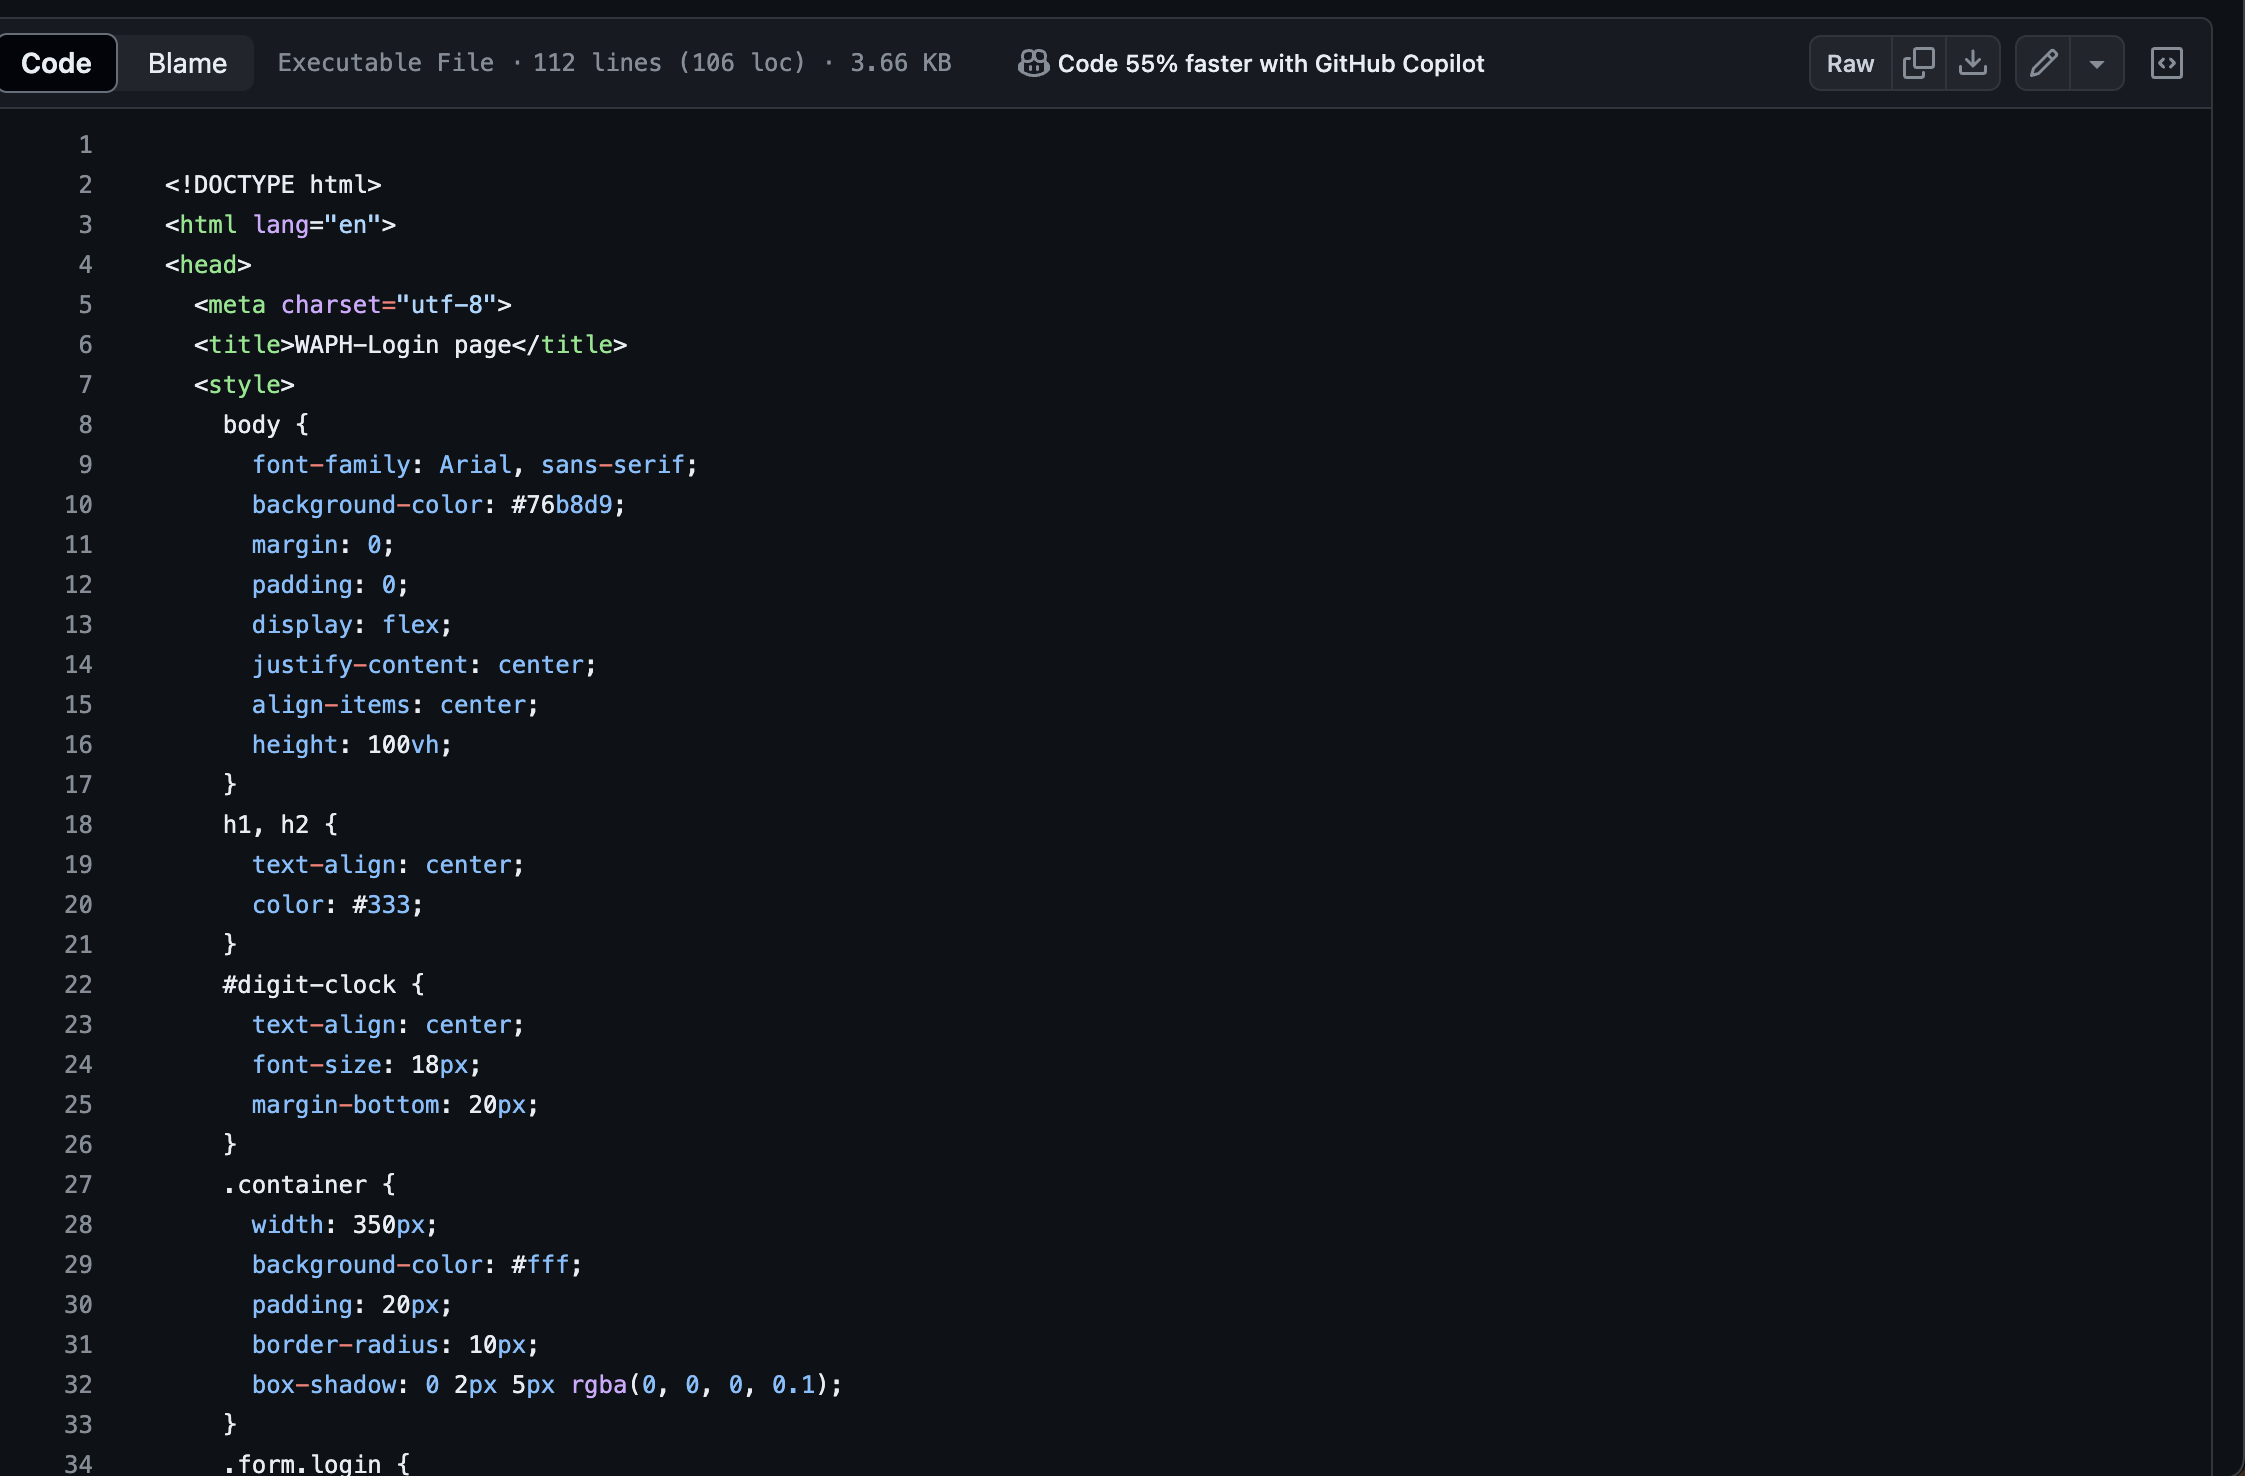 Code Blame Executable File · 112 lines (106 loc) · 3.66 KB Code 55% faster with GitHub Copilot Raw
1
2 <!DOCTYPE html>
3 <html lang="en">
4 <head>
5   <meta charset="utf-8">
6   <title>WAPH-Login page</title>
7   <style>
8     body {
9       font-family: Arial, sans-serif;
10       background-color: #76b8d9;
11       margin: 0;
12       padding: 0;
13       display: flex;
14       justify-content: center;
15       align-items: center;
16       height: 100vh;
17     }
18     h1, h2 {
19       text-align: center;
20       color: #333;
21     }
22     #digit-clock {
23       text-align: center;
24       font-size: 18px;
25       margin-bottom: 20px;
26     }
27     .container {
28       width: 350px;
29       background-color: #fff;
30       padding: 20px;
31       border-radius: 10px;
32       box-shadow: 0 2px 5px rgba(0, 0, 0, 0.1);
33     }
34     .form.login {